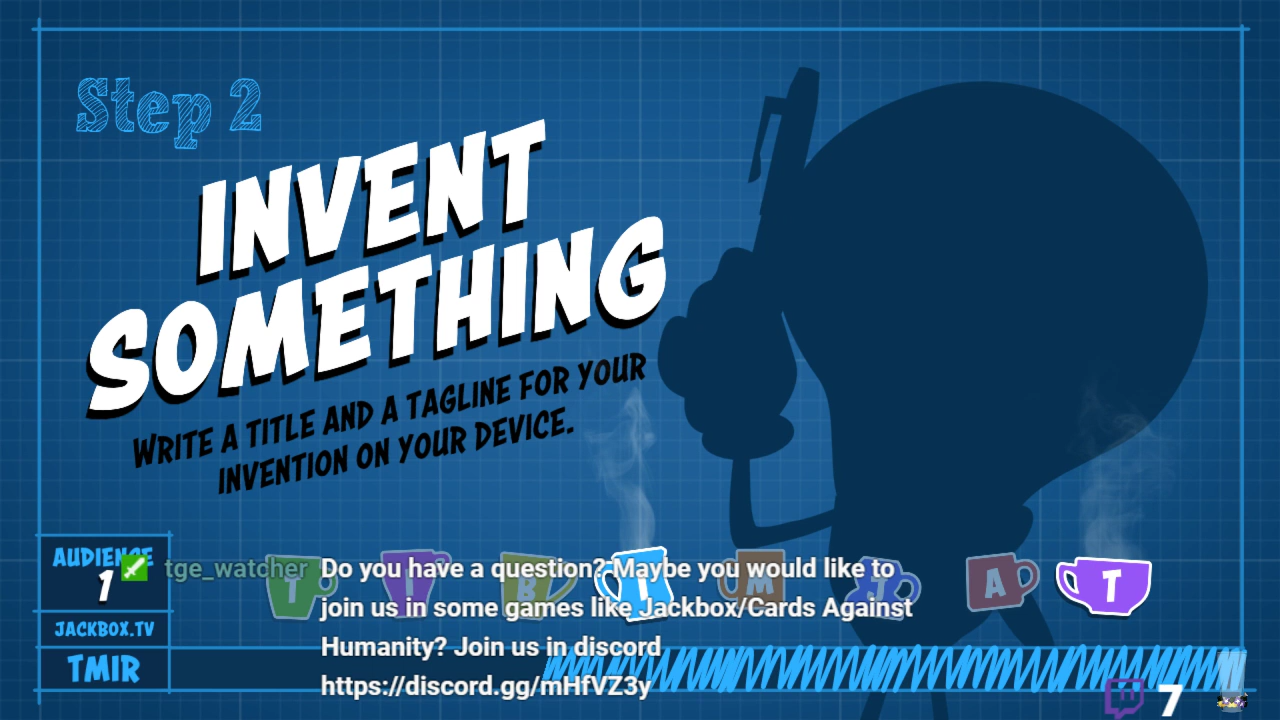 Step 2
INVENT
SOMETHING
WRITE A TITLE AND A TAGLINE FOR YOUR
INVENTION ON YOUR DEVICE.
AUDIENCE
1
JACKBOX.TV
TMIR
tge_watcher Do you have a question? Maybe you would like to
join us in some games like Jackbox/Cards Against
Humanity? Join us in discord
https://discord.gg/mHfVZ3y
T
B
M
J
A
T
7